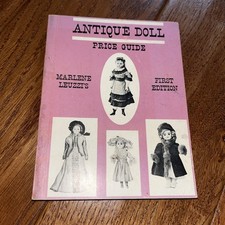 ANTIQUE DOLL
PRICE GUIDE
MARLENE
LEUZZI'S
FIRST
EDITION